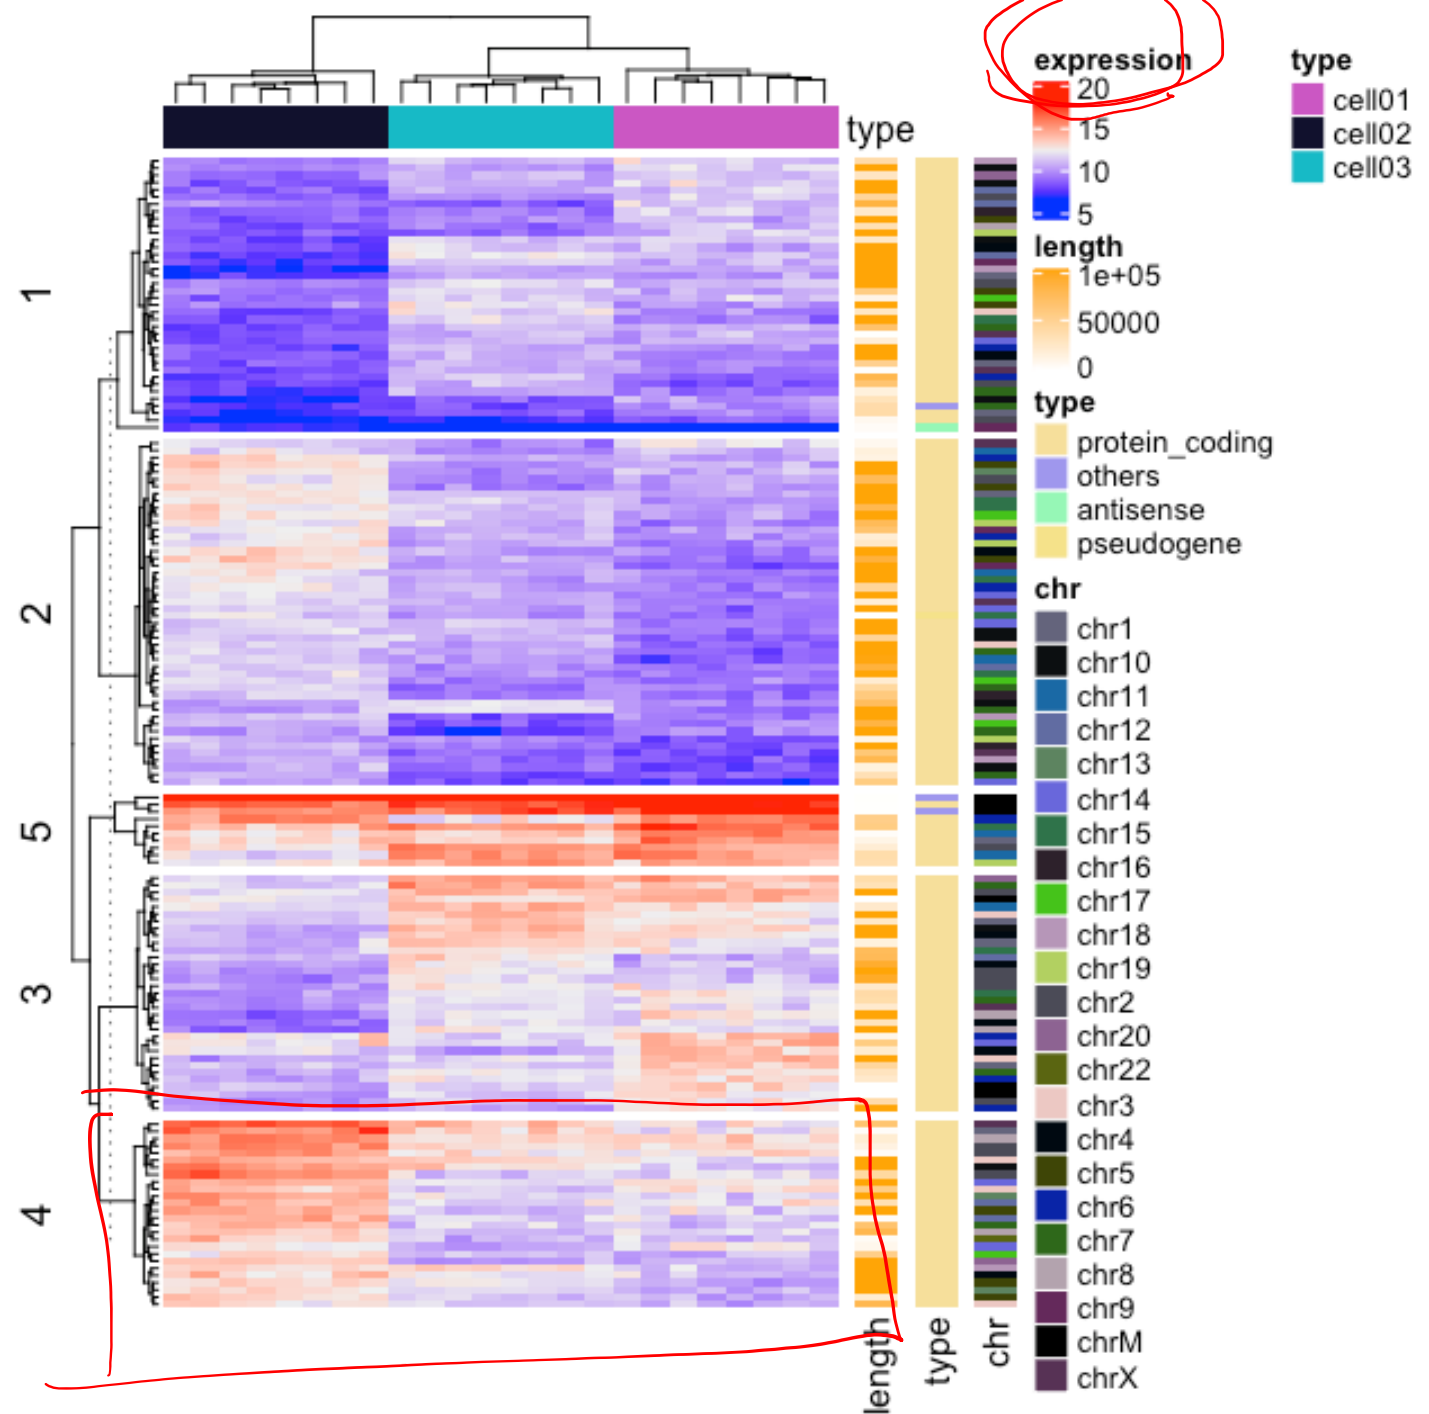 type
1
2
5
3
4
length
type
chr
expression
20
15
10
5
length
1e+05
50000
0
type
protein_coding
others
antisense
pseudogene
chr
chr1
chr10
chr11
chr12
chr13
chr14
chr15
chr16
chr17
chr18
chr19
chr2
chr20
chr22
chr3
chr4
chr5
chr6
chr7
chr8
chr9
chrM
chrX
type
cell01
cell02
cell03